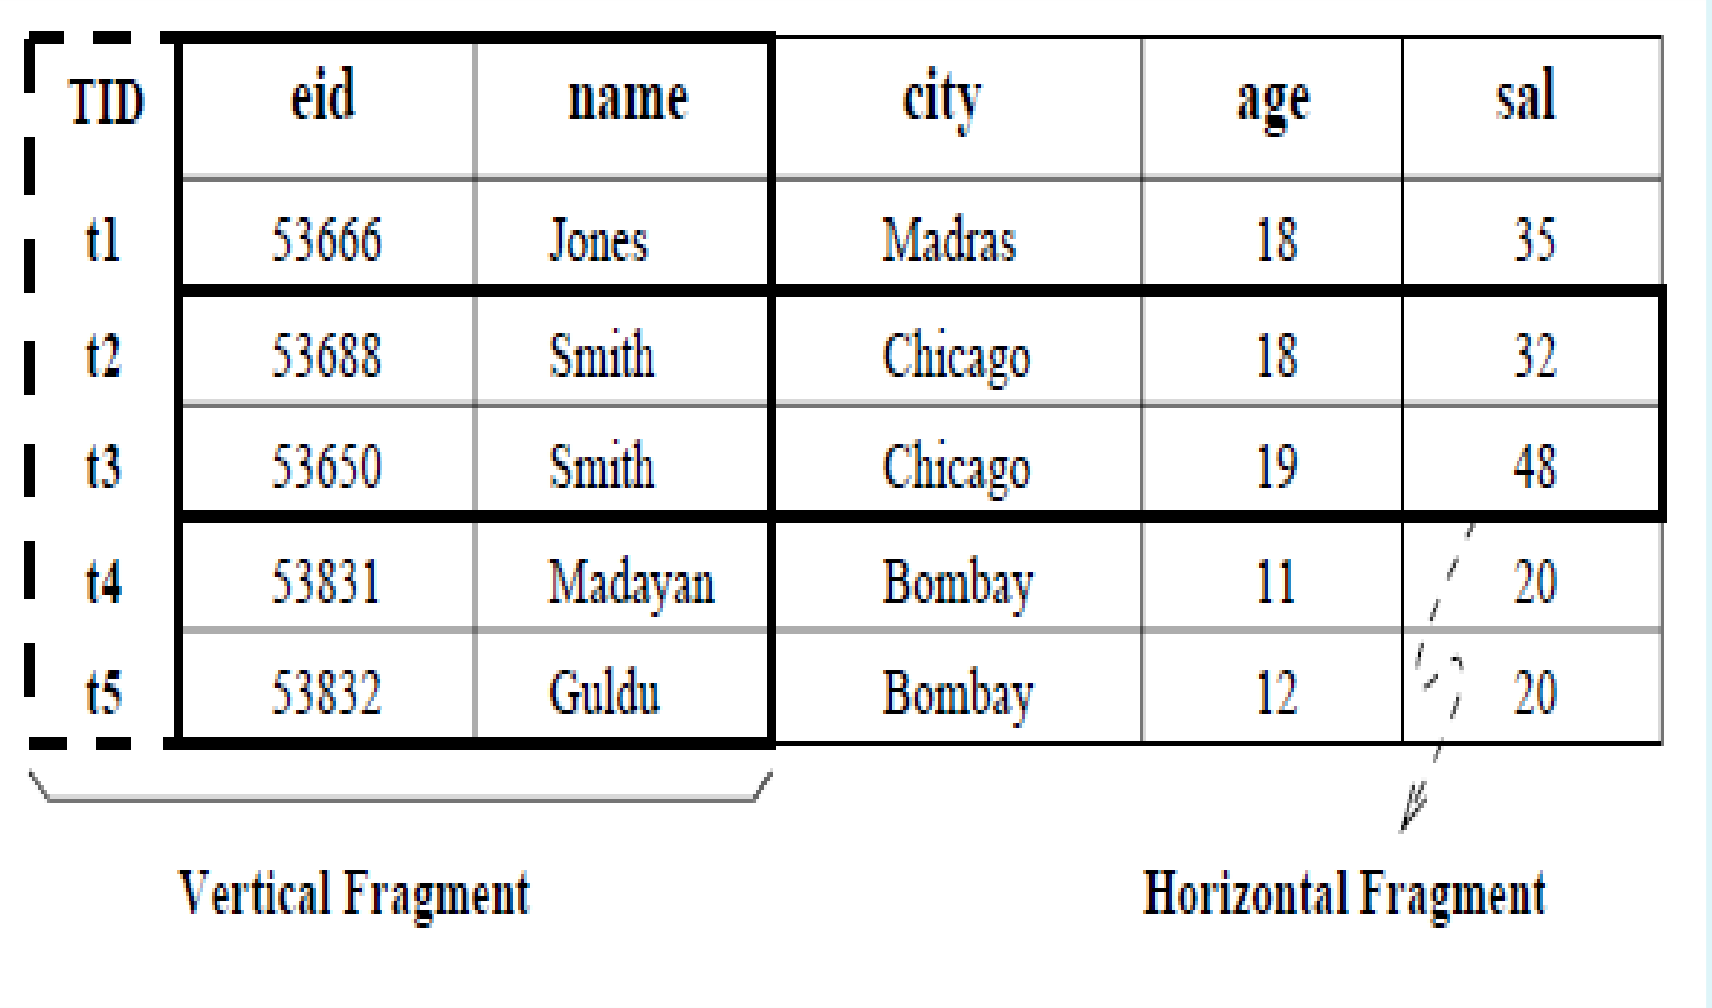 TID eid name city age sal
t1 53666 Jones Madras 18 35
t2 53688 Smith Chicago 18 32
t3 53650 Smith Chicago 19 48
t4 53831 Madayan Bombay 11 20
t5 53832 Guldu Bombay 12 20
Vertical Fragment Horizontal Fragment